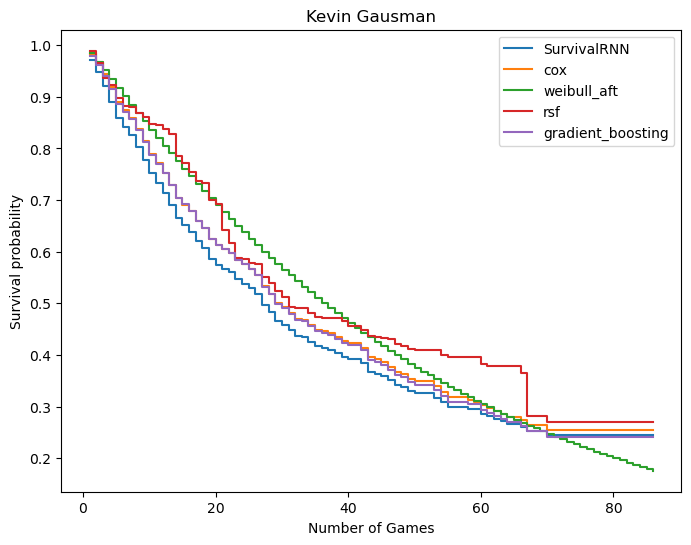 Kevin Gausman
SurvivalRNN
cox
weibull_aft
rsf
gradient_boosting
1.0
0.9
0.8
0.7
0.6
0.5
0.4
0.3
0.2
Survival probability
0 20 40 60 80
Number of Games